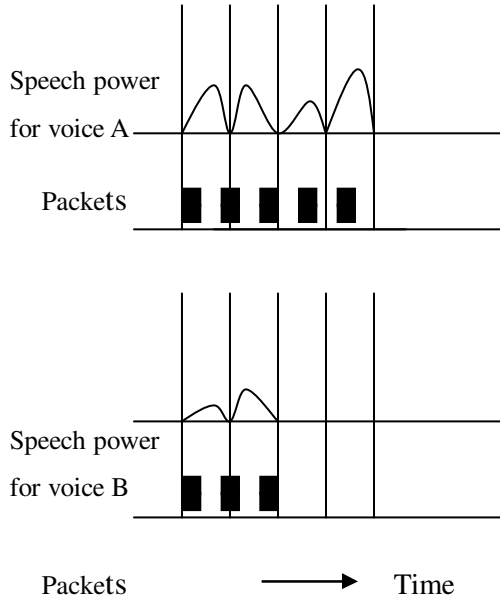 Speech power
for voice A
Packets
Speech power
for voice B
Packets
Time